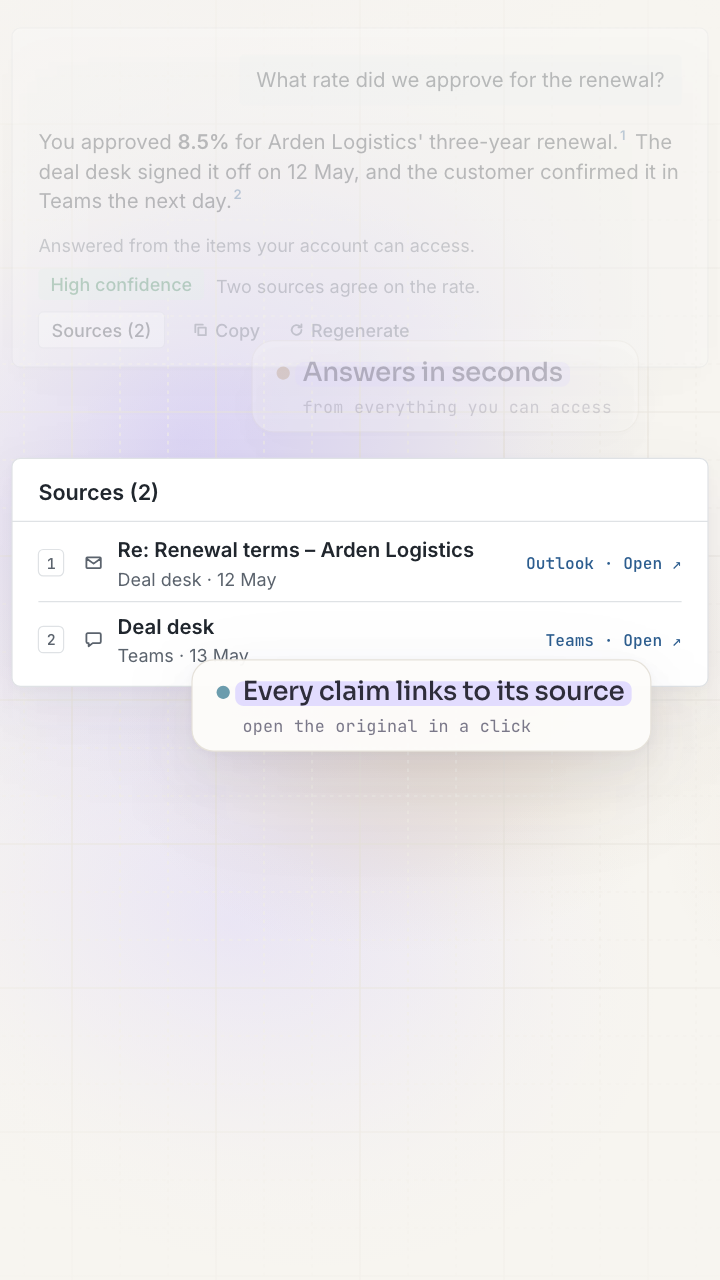 What rate did we approve for the renewal?
You approved 8.5% for Arden Logistics' three-year renewal.1 The
deal desk signed it off on 12 May, and the customer confirmed it in
Teams the next day.2
Answered from the items your account can access.
High confidence Two sources agree on the rate.
Sources (2) Copy Regenerate
Answers in seconds
from everything you can access
Sources (2)
1 Re: Renewal terms – Arden Logistics
Deal desk · 12 May
Outlook · Open ↗
2 Deal desk
Teams · 13 May
Teams · Open ↗
Every claim links to its source
open the original in a click